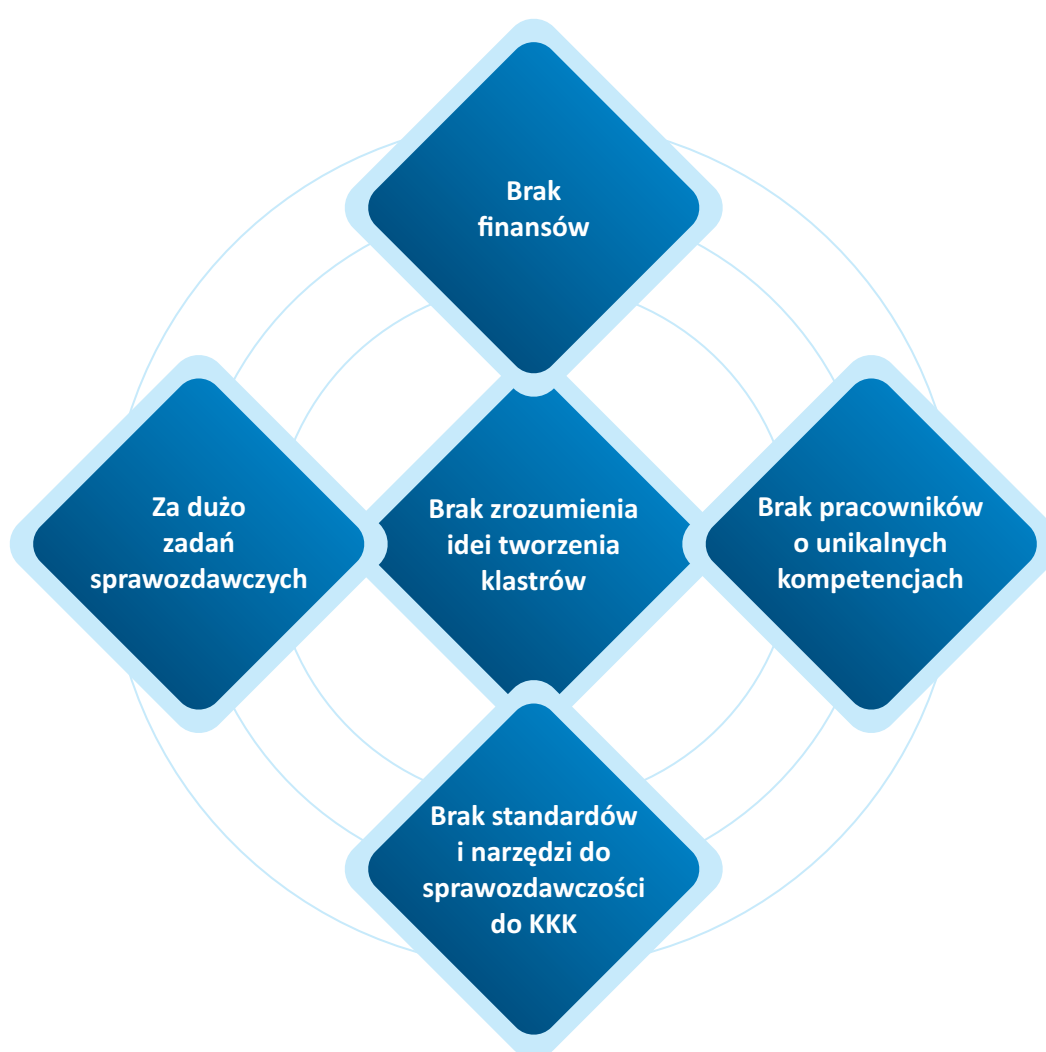 Brak
finansów
Za dużo
zadań
sprawozdawczych
Brak zrozumienia
idei tworzenia
klastrów
Brak pracowników
o unikalnych
kompetencjach
Brak standardów
i narzędzi do
sprawozdawczości
do KKK